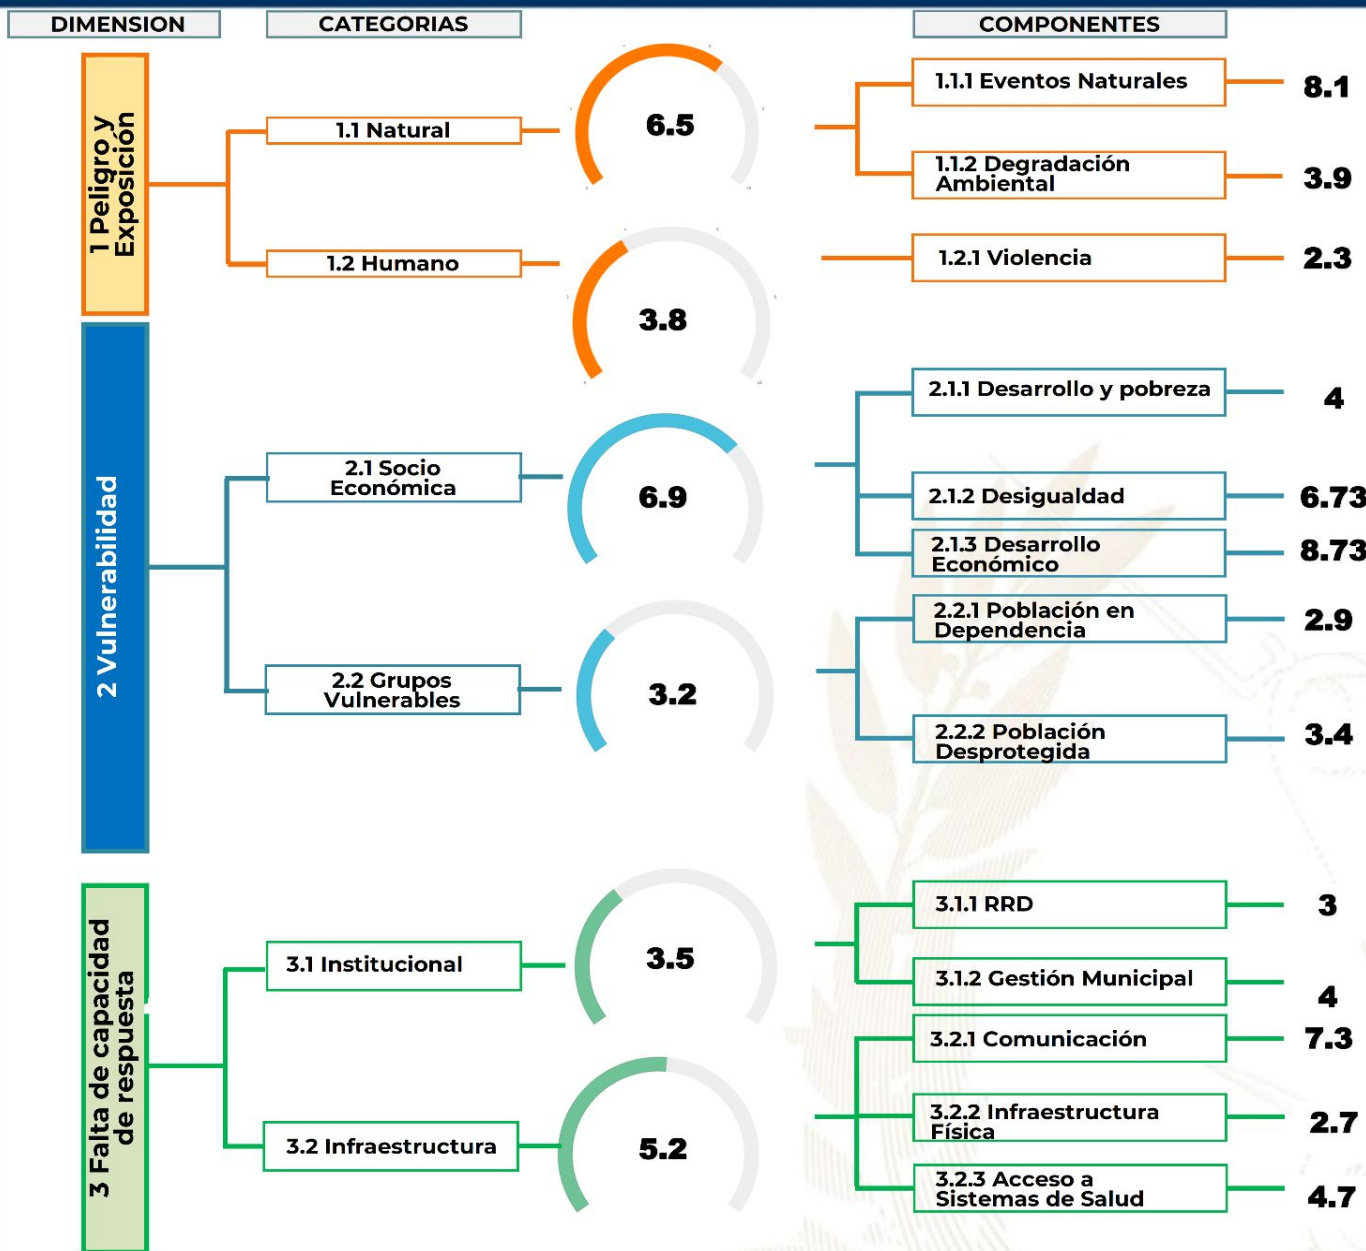 DIMENSION
CATEGORIAS
COMPONENTES
1 Peligro y
Exposición
1.1 Natural
6.5
1.1.1 Eventos Naturales
8.1
1.1.2 Degradación
Ambiental
3.9
1.2 Humano
3.8
1.2.1 Violencia
2.3
2 Vulnerabilidad
2.1 Socio
Económica
6.9
2.1.1 Desarrollo y pobreza
4
2.1.2 Desigualdad
6.73
2.1.3 Desarrollo
Económico
8.73
2.2 Grupos
Vulnerables
3.2
2.2.1 Población en
Dependencia
2.9
2.2.2 Población
Desprotegida
3.4
3 Falta de capacidad
de respuesta
3.1 Institucional
3.5
3.1.1 RRD
3
3.1.2 Gestión Municipal
4
3.2 Infraestructura
5.2
3.2.1 Comunicación
7.3
3.2.2 Infraestructura
Física
2.7
3.2.3 Acceso a
Sistemas de Salud
4.7